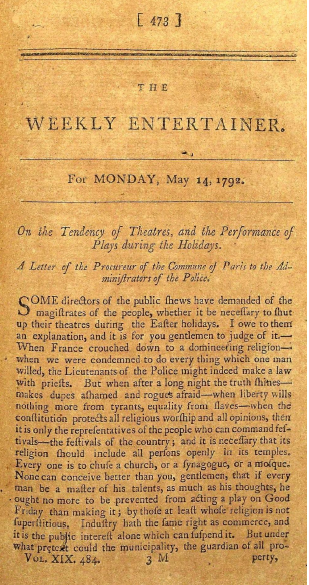 [ 473 ]
THE
WEEKLY ENTERTAINER.
For MONDAY, May 14, 1792.
On the Tendency of Theatres, and the Performance of
Plays during the Holidays.
A Letter of the Procureur of the Commune of Paris to the Ad-
ministrators of the Police.
SOME directors of the public shews have demanded of the
magistrates of the people, whether it be necessary to shut
up their theatres during the Easter holidays. I owe to them
an explanation, and it is for you gentlemen to judge of it.—
When France crouched down to a domineering religion—
when we were condemned to do every thing which one man
willed, the Lieutenants of the Police might indeed make a law
with priests. But when after a long night the truth shines—
makes dupes ashamed and rogues afraid—when liberty wills
nothing more from tyrants, equality from slaves—when the
constitution protects all religious worship and all opinions, then
it is only the representatives of the people who can command fes-
tivals—the festivals of the country; and it is necessary that its
religion should include all persons openly in its temples.
Every one is to chuse a church, or a synagogue, or a mosque.
None can conceive better than you, gentlemen, that if every
man be a master of his talents, as much as his thoughts, he
ought no more to be prevented from acting a play on Good
Friday than making it; by those at least whose religion is not
superstitious. Industry hath the same right as commerce, and
it is the public interest alone which can suspend it. But under
what pretext could the municipality, the guardian of all pro-
Vol. XIX. 484. 3 M perty,